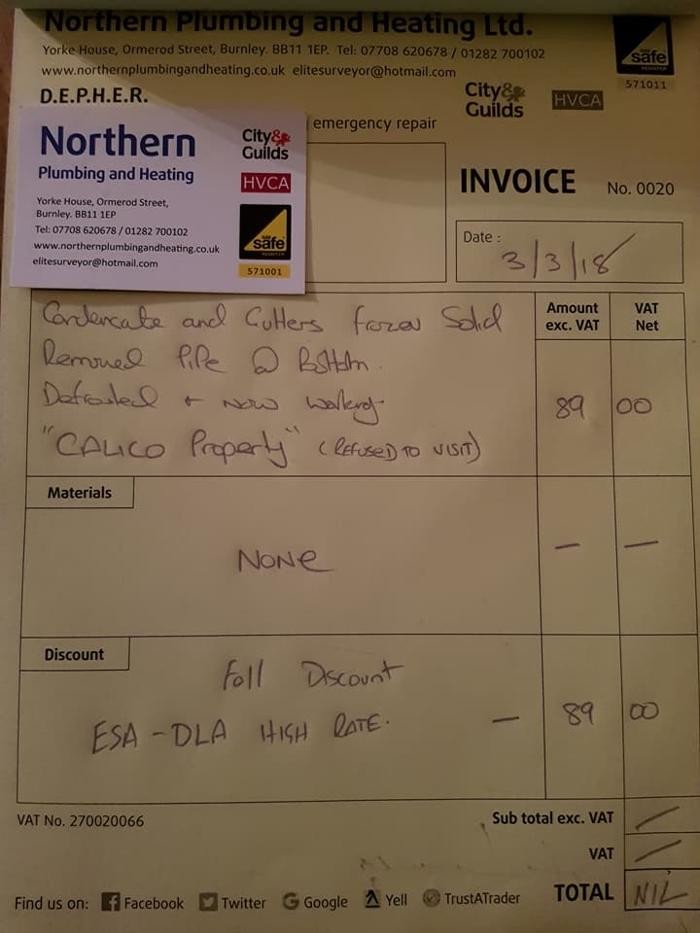 Northern Plumbing and Heating Ltd.
Yorke House, Ormerod Street, Burnley. BB11 1EP. Tel: 07708 620678 / 01282 700102
www.northernplumbingandheating.co.uk elitesurveyor@hotmail.com
D.E.P.H.E.R.
City& Guilds
HVCA
safe
REGISTER
571011
emergency repair
Northern
Plumbing and Heating
Yorke House, Ormerod Street,
Burnley. BB11 1EP
Tel: 07708 620678 / 01282 700102
www.northernplumbingandheating.co.uk
elitesurveyor@hotmail.com
City& Guilds
HVCA
safe
REGISTER
571001
INVOICE No. 0020
Date :
3/3/18
Amount exc. VAT
VAT Net
Condencate and Gutters frozen Solid
Removed Pipe @ Bottom.
Defrosted + now working
89 00
"CALICO Property" (REFUSED TO VISIT)
Materials
NONE
— —
Discount
Foll Discount
ESA - DLA HIGH RATE. — 89 00
VAT No. 270020066
Sub total exc. VAT /
VAT /
TOTAL NIL
Find us on: Facebook Twitter Google Yell TrustATrader